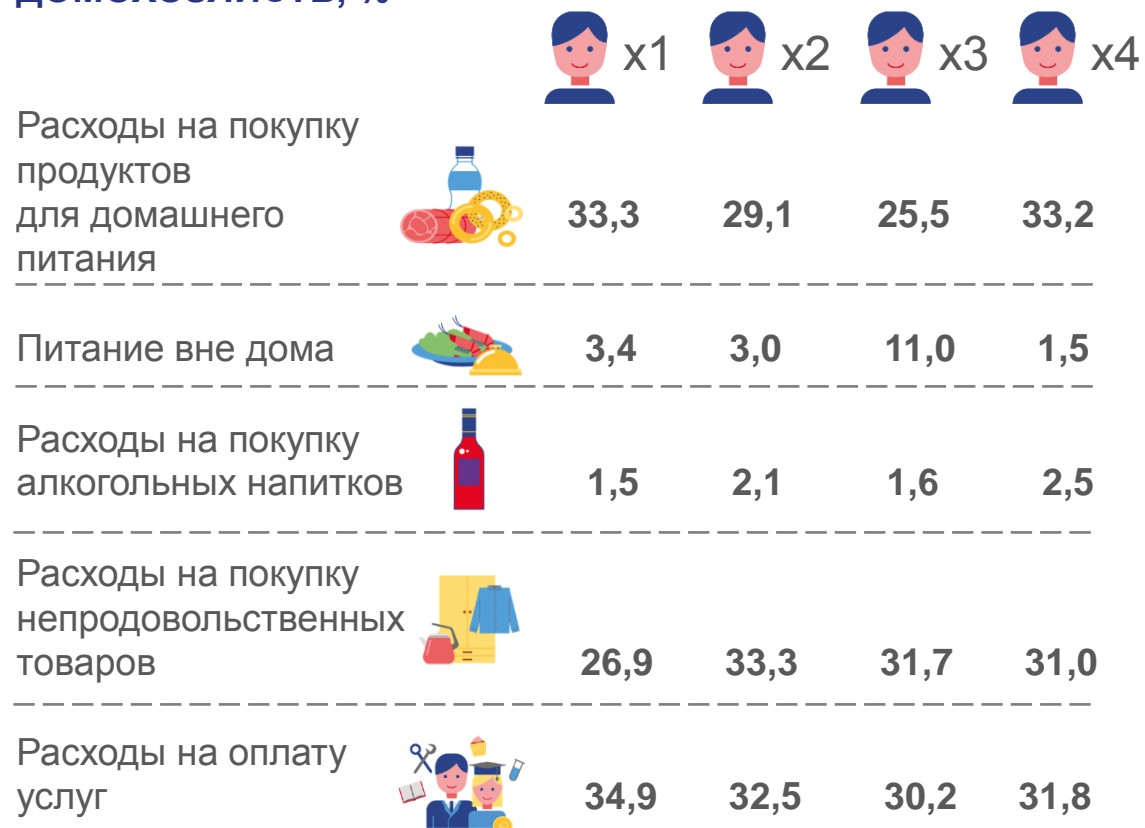 x1 x2 x3 x4
Расходы на покупку
продуктов
для домашнего
питания
33,3 29,1 25,5 33,2
Питание вне дома 3,4 3,0 11,0 1,5
Расходы на покупку
алкогольных напитков 1,5 2,1 1,6 2,5
Расходы на покупку
непродовольственных
товаров 26,9 33,3 31,7 31,0
Расходы на оплату
услуг 34,9 32,5 30,2 31,8